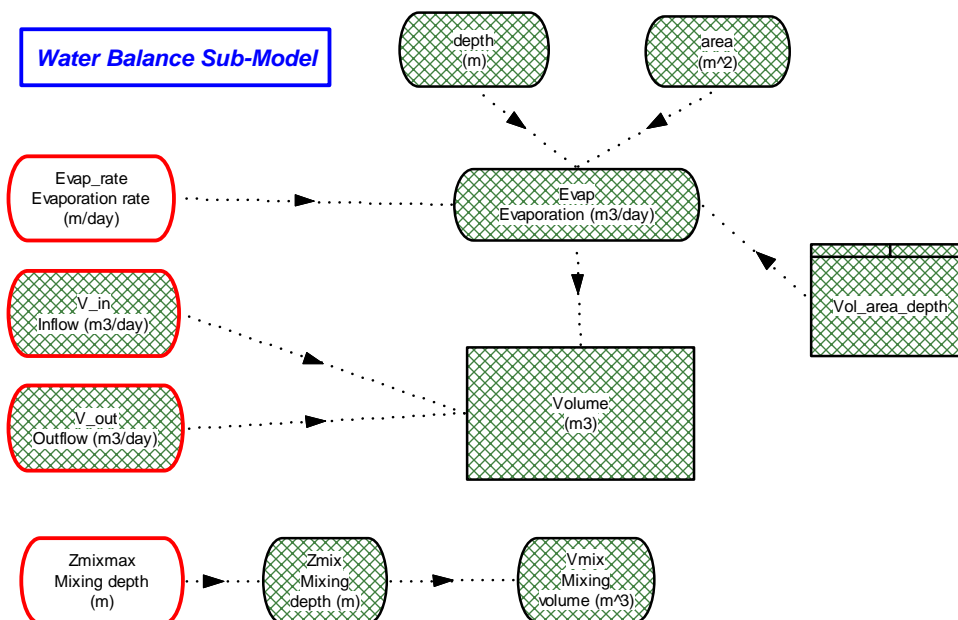 Water Balance Sub-Model
depth
(m)
area
(m^2)
Evap_rate
Evaporation rate
(m/day)
Evap
Evaporation (m3/day)
V_in
Inflow (m3/day)
Vol_area_depth
V_out
Outflow (m3/day)
Volume
(m3)
Zmixmax
Mixing depth
(m)
Zmix
Mixing
depth (m)
Vmix
Mixing
volume (m^3)